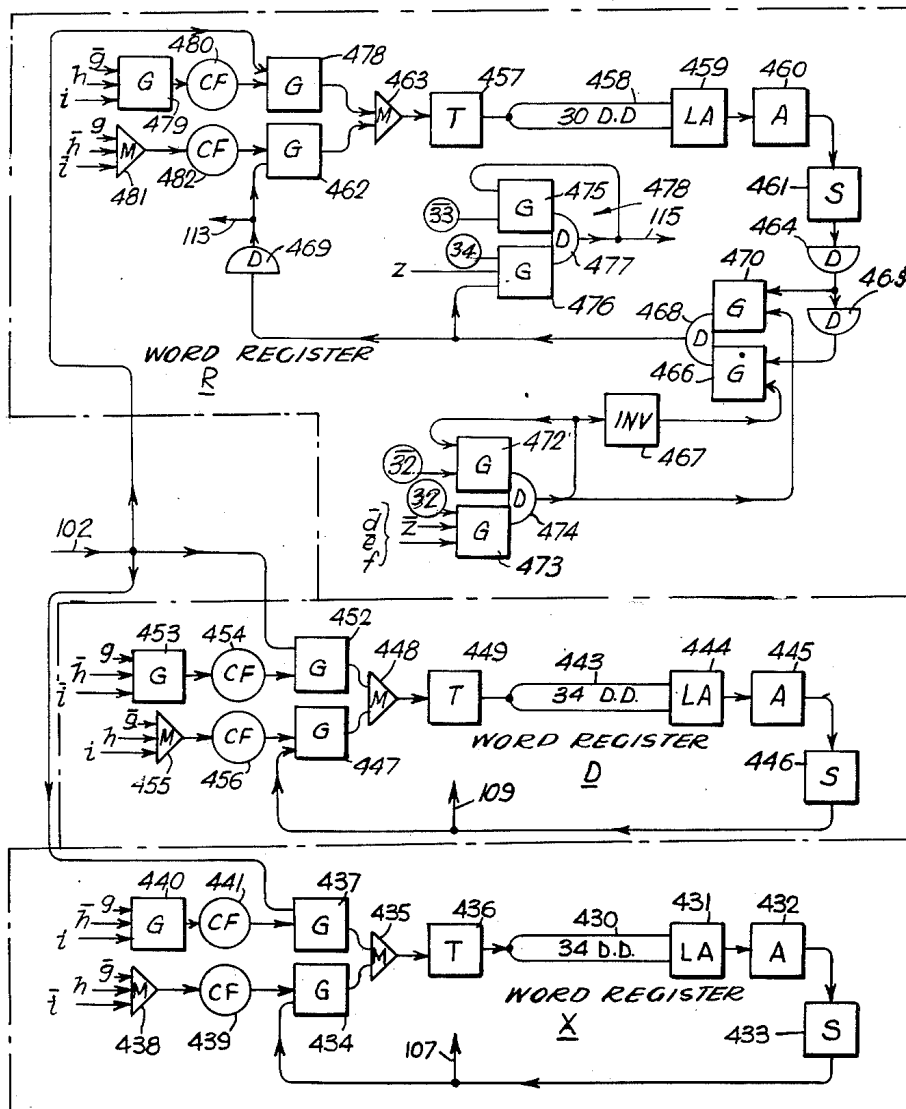 480
478
463
457
458
459
460
ḡ
h
i
G
CF
G
M
T
30 D.D
LA
A
479
g
h̄
ī
M
CF
G
481
482
462
461
S
113
469
D
33̅
475
G
478
115
D
477
34
Z
G
476
464
D
470
465
D
468
G
D
466
G
WORD REGISTER
R
INV
467
472
3̅2̅
G
32
d̄
z̄
ē
f
G
D
474
473
102
452
453
454
448
449
443
444
445
g
h̄
ī
G
CF
G
M
T
34 D.D.
LA
A
ḡ
h
i
M
CF
G
455
456
447
WORD REGISTER
D
109
446
S
440
441
437
435
436
430
431
432
g
h̄
i
G
CF
G
M
T
34 D.D.
LA
A
ḡ
h
ī
M
CF
G
438
439
434
WORD REGISTER
X
107
433
S